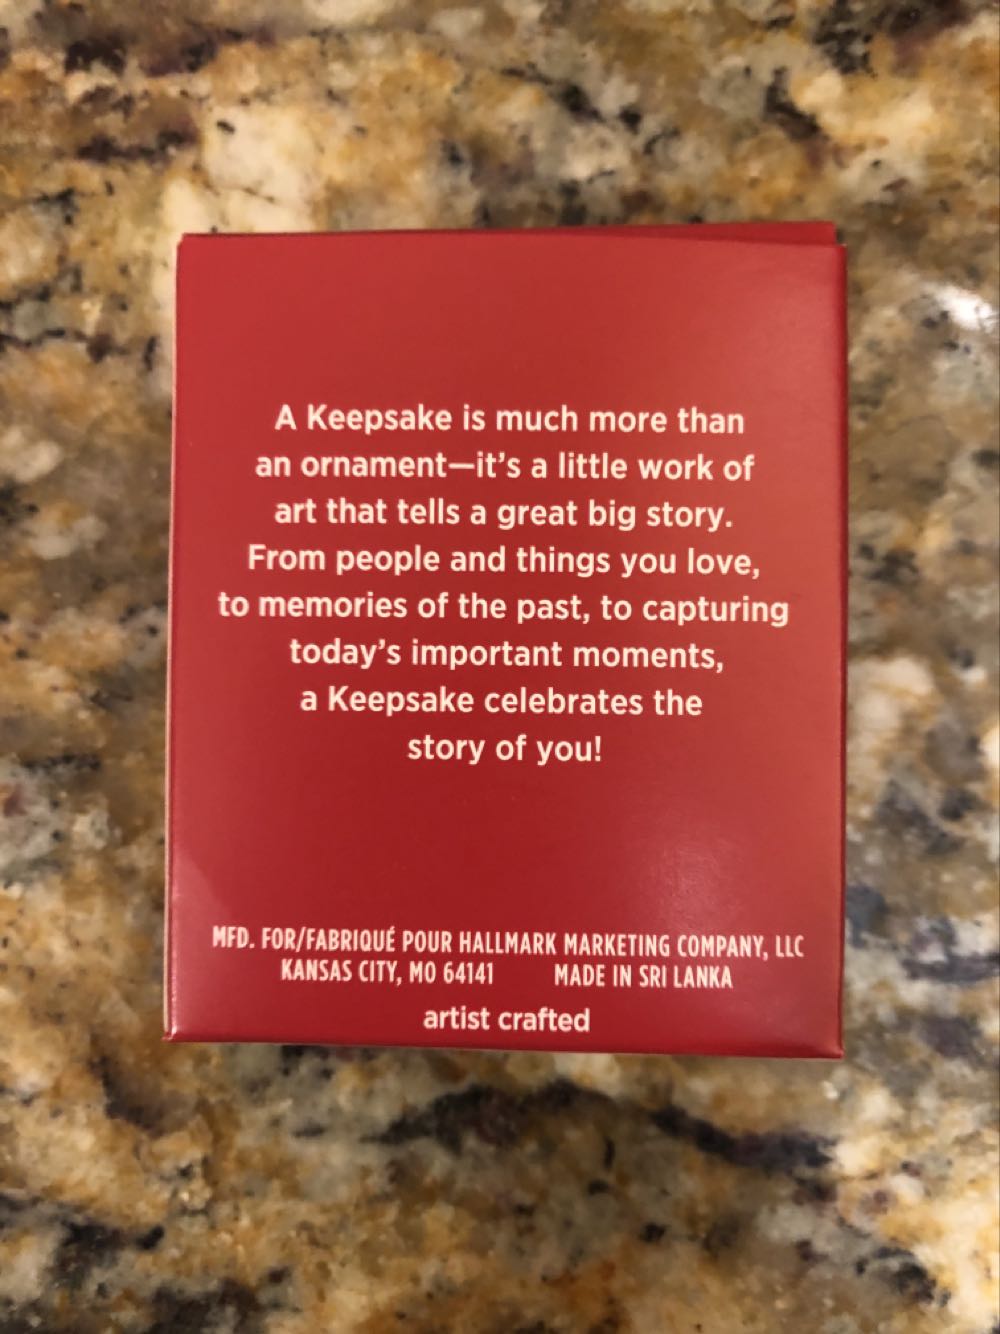 A Keepsake is much more than
an ornament—it's a little work of
art that tells a great big story.
From people and things you love,
to memories of the past, to capturing
today's important moments,
a Keepsake celebrates the
story of you!
MFD. FOR/FABRIQUÉ POUR HALLMARK MARKETING COMPANY, LLC
KANSAS CITY, MO 64141 MADE IN SRI LANKA
artist crafted